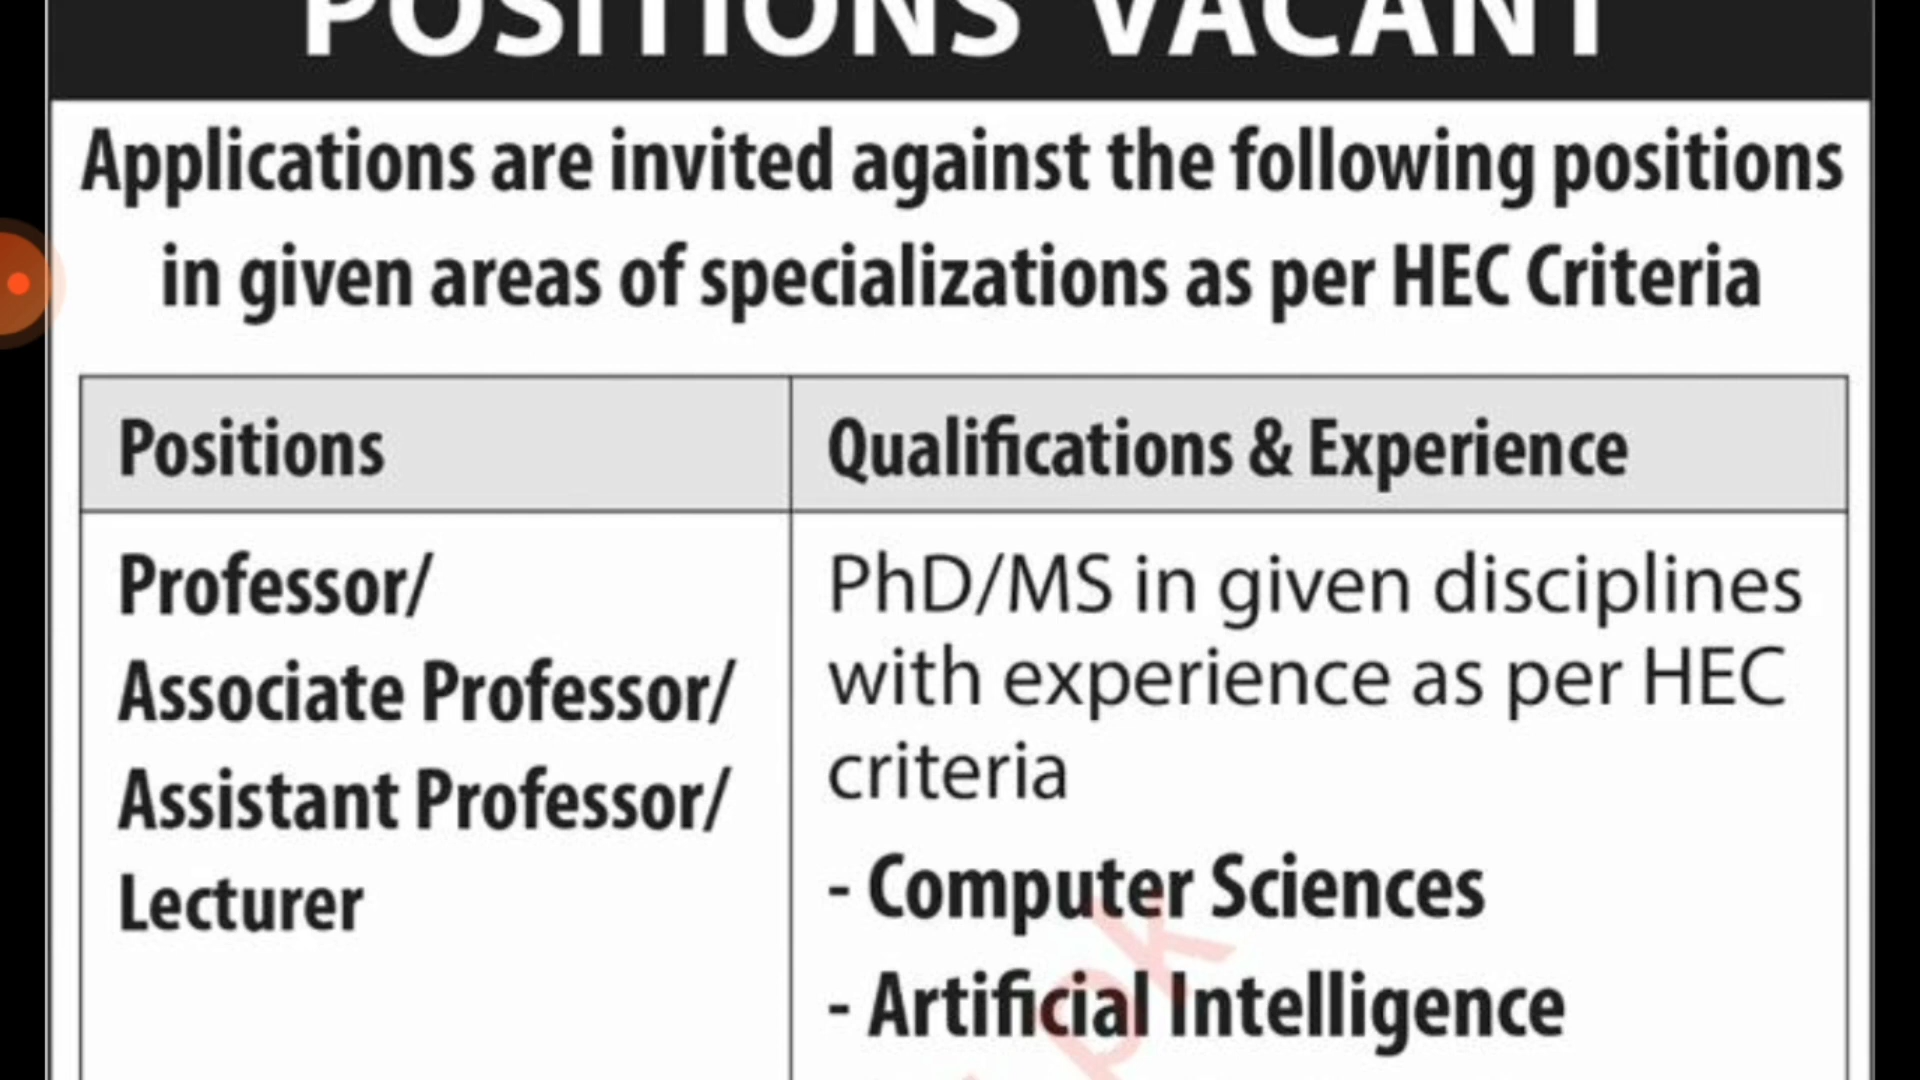 POSITIONS VACANT
Applications are invited against the following positions
in given areas of specializations as per HEC Criteria
Positions
Qualifications & Experience
Professor/
Associate Professor/
Assistant Professor/
Lecturer
PhD/MS in given disciplines
with experience as per HEC
criteria
- Computer Sciences
- Artificial Intelligence
pk